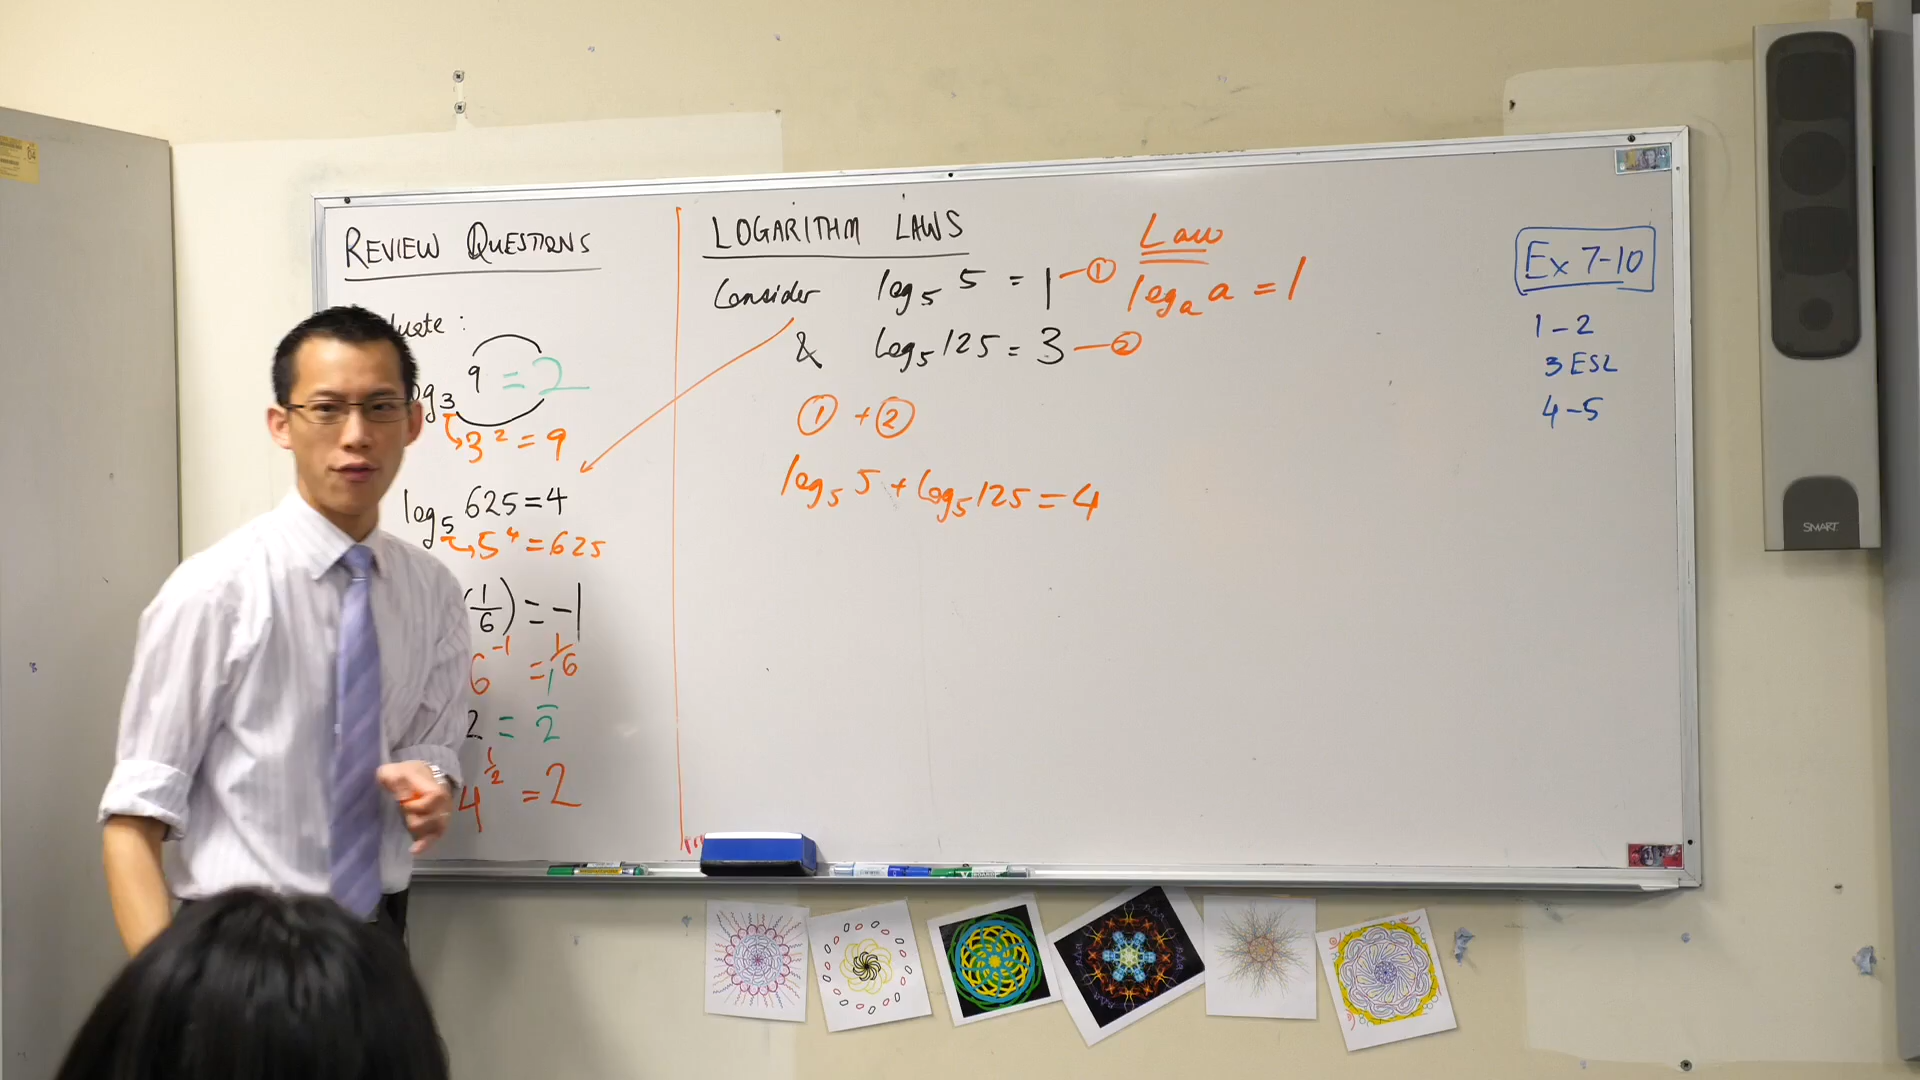 REVIEW QUESTIONS
9 = 2
3² = 9
log₅ 625 = 4
5⁴ = 625
(1/6) = -1
6⁻¹ = 1/6
2 = 1/2
4^(1/2) = 2
LOGARITHM LAWS
Consider log₅ 5 = 1 — ①
& log₅ 125 = 3 — ②
① + ②
log₅ 5 + log₅ 125 = 4
Law
logₐ a = 1
Ex 7-10
1-2
3 ESL
4-5
SMART